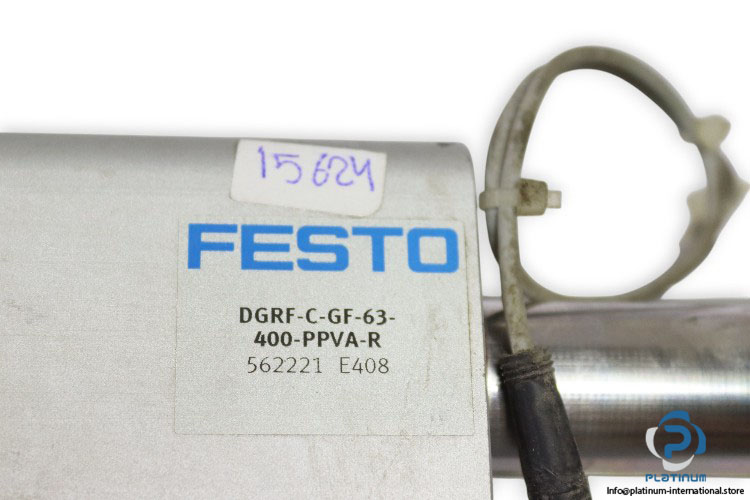 15624
FESTO
DGRF-C-GF-63-
400-PPVA-R
562221 E408
PLATINUM
Info@platinum-international.store